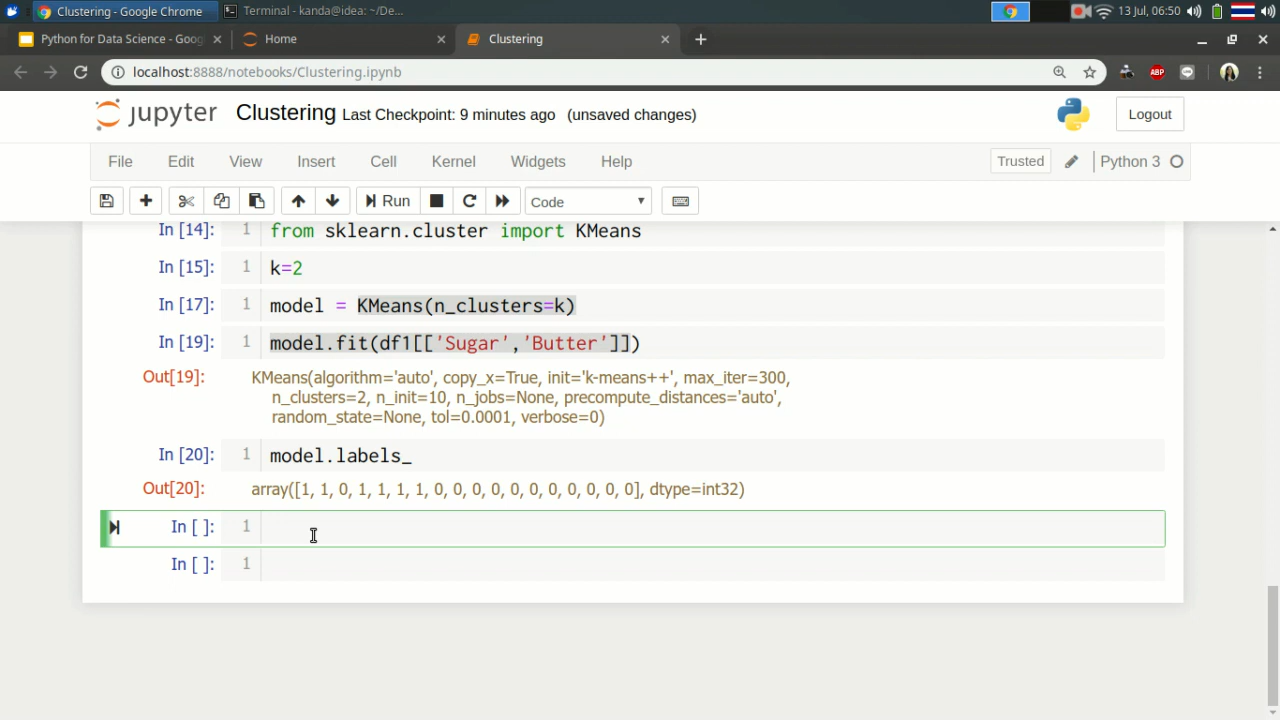 Clustering - Google Chrome
Terminal - kanda@idea: ~/De...
13 Jul, 06:50
Python for Data Science - Goog
Home
Clustering
localhost:8888/notebooks/Clustering.ipynb
ABP
jupyter
Clustering Last Checkpoint: 9 minutes ago (unsaved changes)
Logout
File Edit View Insert Cell Kernel Widgets Help
Trusted
Python 3
Run
Code
In [14]: 1 from sklearn.cluster import KMeans
In [15]: 1 k=2
In [17]: 1 model = KMeans(n_clusters=k)
In [19]: 1 model.fit(df1[['Sugar','Butter']])
Out[19]: KMeans(algorithm='auto', copy_x=True, init='k-means++', max_iter=300,
n_clusters=2, n_init=10, n_jobs=None, precompute_distances='auto',
random_state=None, tol=0.0001, verbose=0)
In [20]: 1 model.labels_
Out[20]: array([1, 1, 0, 1, 1, 1, 1, 0, 0, 0, 0, 0, 0, 0, 0, 0, 0, 0], dtype=int32)
In [ ]: 1
In [ ]: 1